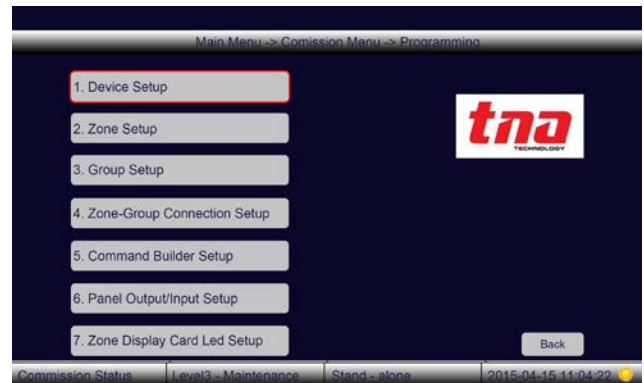 Main Menu -> Comission Menu -> Programming
1. Device Setup
2. Zone Setup
3. Group Setup
4. Zone-Group Connection Setup
5. Command Builder Setup
6. Panel Output/Input Setup
7. Zone Display Card Led Setup
tna
TECHNOLOGY
Back
Commission Status Level3 - Maintenance Stand - alone 2015-04-15 11:04:22